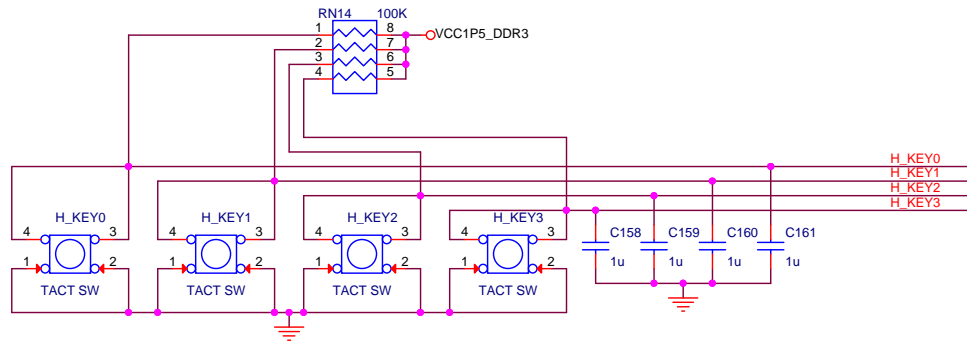 RN14 100K
1 8 VCC1P5_DDR3
2 7
3 6
4 5
H_KEY0
H_KEY1
H_KEY2
H_KEY3
H_KEY0 H_KEY1 H_KEY2 H_KEY3
4 3 4 3 4 3 4 3
C158 C159 C160 C161
1 2 1 2 1 2 1 2
1u 1u 1u 1u
TACT SW TACT SW TACT SW TACT SW